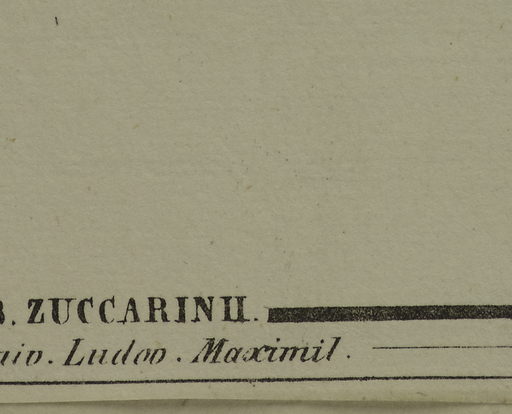 B. ZUCCARINII.
Ludov. Maximil.